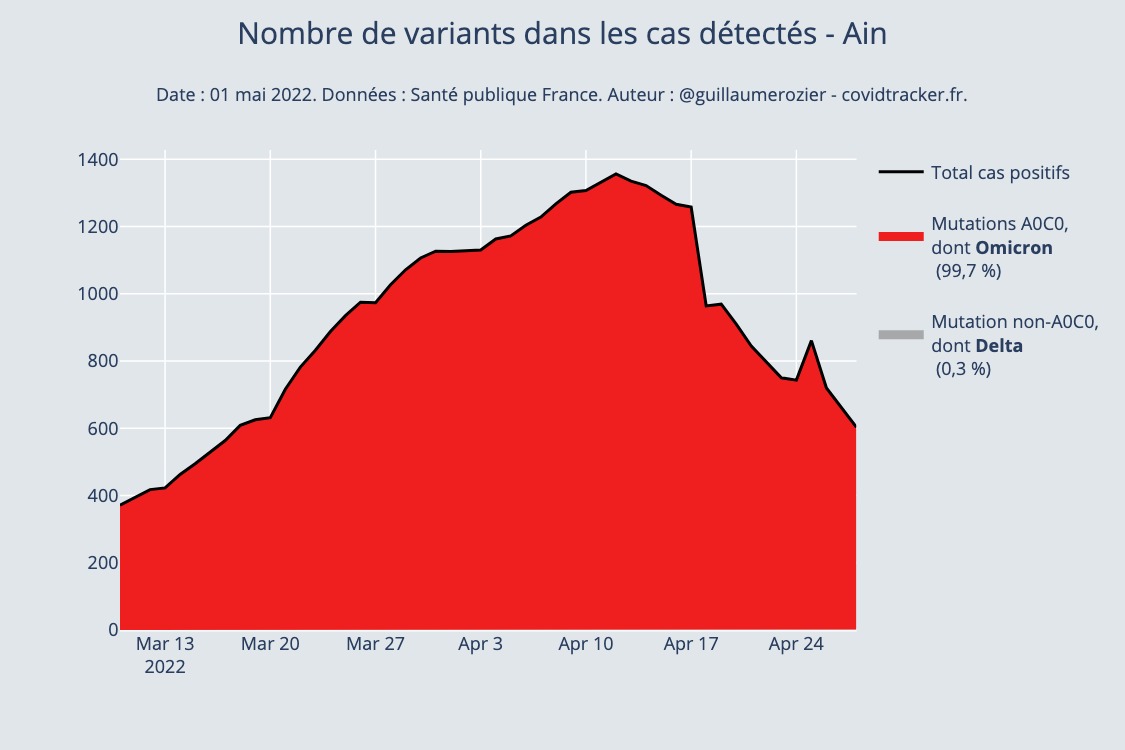 Nombre de variants dans les cas détectés - Ain
Date : 01 mai 2022. Données : Santé publique France. Auteur : @guillaumerozier - covidtracker.fr.
1400
1200
1000
800
600
400
200
0
Mar 13
2022
Mar 20
Mar 27
Apr 3
Apr 10
Apr 17
Apr 24
Total cas positifs
Mutations A0C0,
dont Omicron
(99,7 %)
Mutation non-A0C0,
dont Delta
(0,3 %)